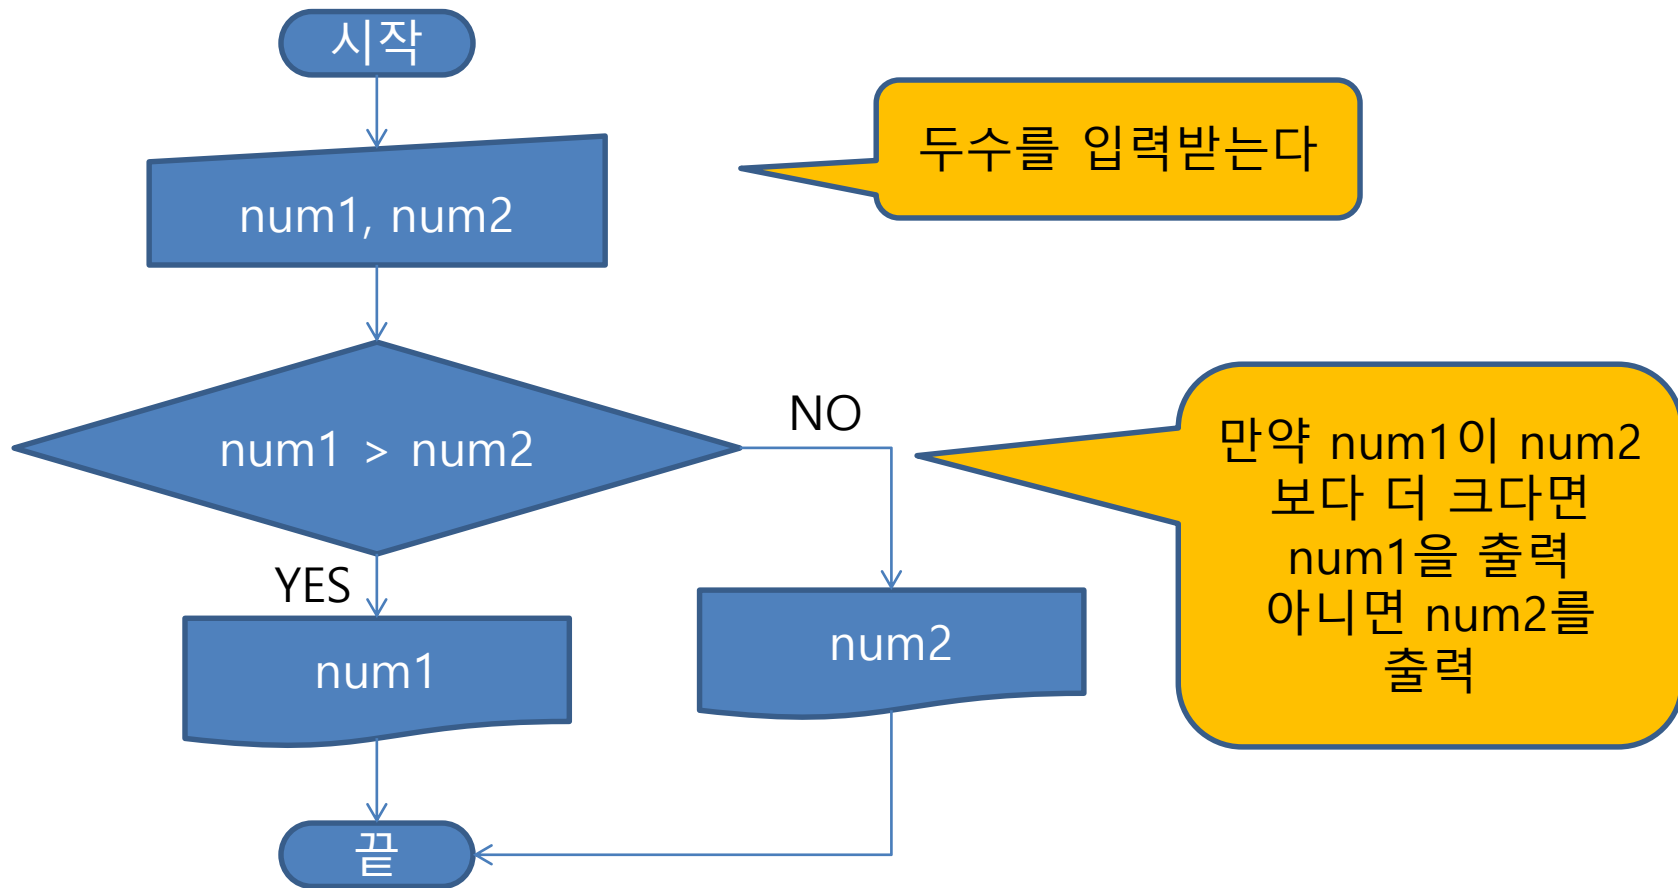 시작
두수를 입력받는다
num1, num2
num1 > num2
NO
만약 num1이 num2
보다 더 크다면
num1을 출력
아니면 num2를
출력
YES
num1
num2
끝